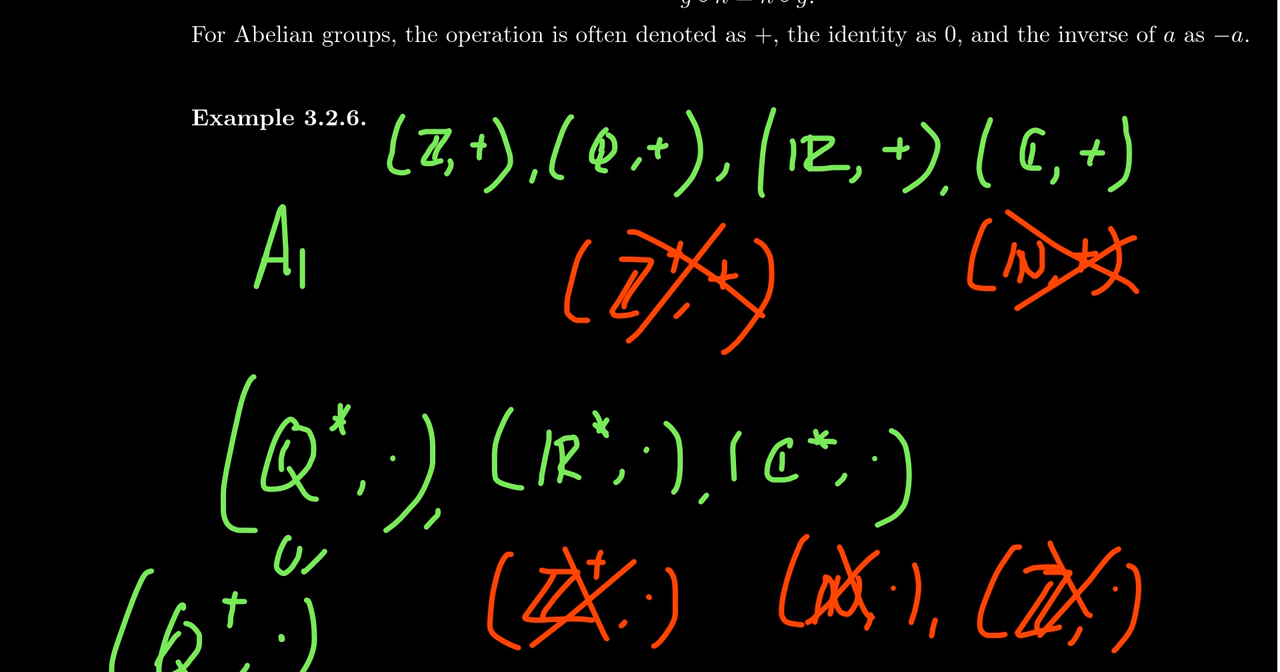 g ∘ h = h ∘ g.
For Abelian groups, the operation is often denoted as +, the identity as 0, and the inverse of a as −a.
Example 3.2.6. (ℤ, +), (ℚ, +), (ℝ, +), (ℂ, +)
A₁ (ℤ⁺, +) (ℕ, +)
(ℚ*, ·), (ℝ*, ·), (ℂ*, ·)
(ℤ⁺, ·) (ℕ, ·), (ℤ, ·)
(ℚ⁺, ·)